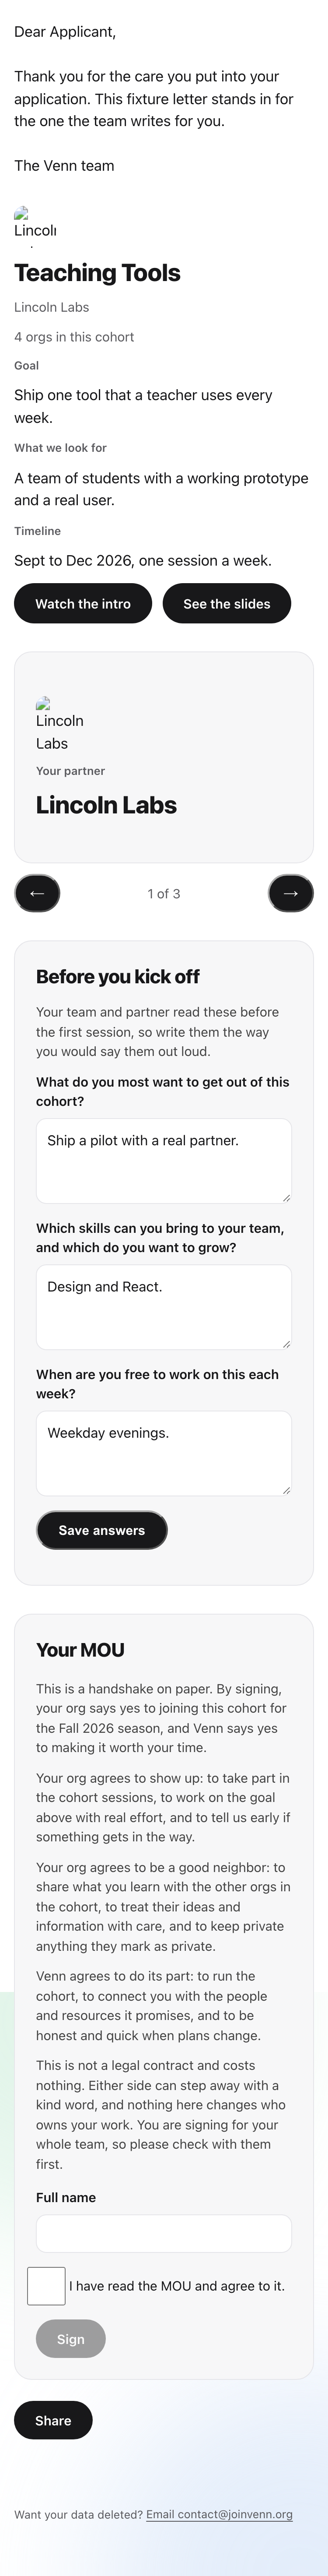 Dear Applicant,
Thank you for the care you put into your
application. This fixture letter stands in for
the one the team writes for you.
The Venn team
Lincoln
Teaching Tools
Lincoln Labs
4 orgs in this cohort
Goal
Ship one tool that a teacher uses every
week.
What we look for
A team of students with a working prototype
and a real user.
Timeline
Sept to Dec 2026, one session a week.
Watch the intro
See the slides
Lincoln
Labs
Your partner
Lincoln Labs
←
1 of 3
→
Before you kick off
Your team and partner read these before
the first session, so write them the way
you would say them out loud.
What do you most want to get out of this
cohort?
Ship a pilot with a real partner.
Which skills can you bring to your team,
and which do you want to grow?
Design and React.
When are you free to work on this each
week?
Weekday evenings.
Save answers
Your MOU
This is a handshake on paper. By signing,
your org says yes to joining this cohort for
the Fall 2026 season, and Venn says yes
to making it worth your time.
Your org agrees to show up: to take part in
the cohort sessions, to work on the goal
above with real effort, and to tell us early if
something gets in the way.
Your org agrees to be a good neighbor: to
share what you learn with the other orgs in
the cohort, to treat their ideas and
information with care, and to keep private
anything they mark as private.
Venn agrees to do its part: to run the
cohort, to connect you with the people
and resources it promises, and to be
honest and quick when plans change.
This is not a legal contract and costs
nothing. Either side can step away with a
kind word, and nothing here changes who
owns your work. You are signing for your
whole team, so please check with them
first.
Full name
I have read the MOU and agree to it.
Sign
Share
Want your data deleted? Email contact@joinvenn.org